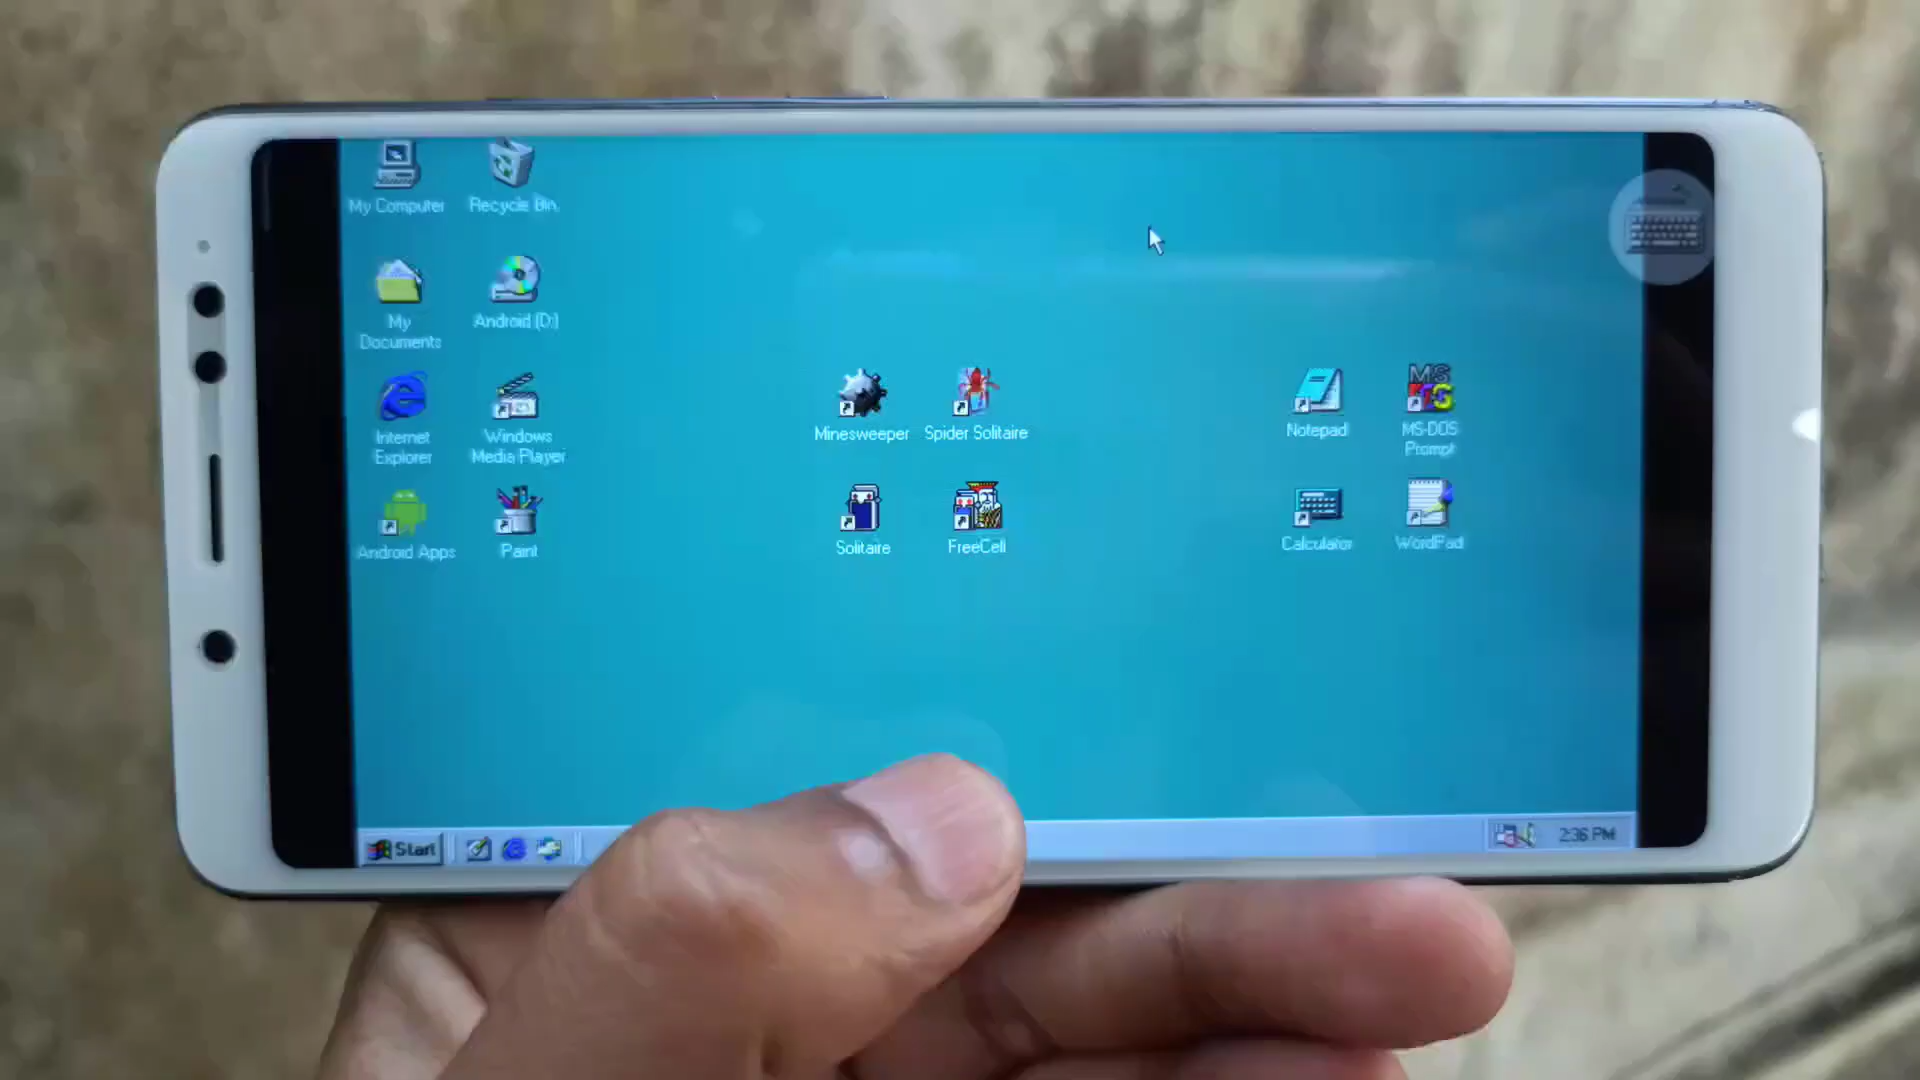 My Computer
Recycle Bin
My
Documents
Android (D:)
Internet
Explorer
Windows
Media Player
Android Apps
Paint
Minesweeper
Spider Solitaire
Solitaire
FreeCell
Notepad
MS-DOS
Prompt
Calculator
WordPad
Start
2:36 PM